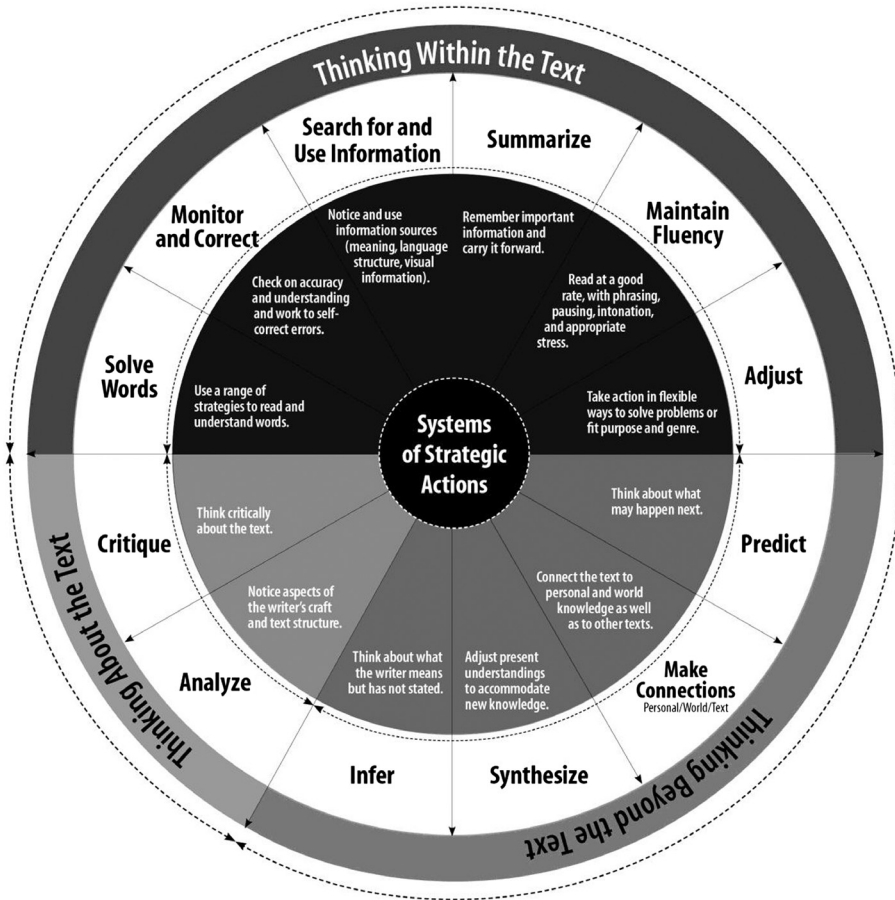 Thinking Within the Text
Search for and
Use Information
Summarize
Monitor
and Correct
Maintain
Fluency
Solve
Words
Adjust
Notice and use
information sources
(meaning, language
structure, visual
information).
Remember important
information and
carry it forward.
Check on accuracy
and understanding
and work to self-
correct errors.
Read at a good
rate, with phrasing,
pausing, intonation,
and appropriate
stress.
Use a range of
strategies to read and
understand words.
Take action in flexible
ways to solve problems or
fit purpose and genre.
Systems
of Strategic
Actions
Think critically
about the text.
Think about what
may happen next.
Critique
Predict
Notice aspects of
the writer's craft
and text structure.
Connect the text to
personal and world
knowledge as well
as to other texts.
Think about what
the writer means
but has not stated.
Adjust present
understandings
to accommodate
new knowledge.
Analyze
Make
Connections
Personal/World/Text
Infer
Synthesize
Thinking About the Text
Thinking Beyond the Text